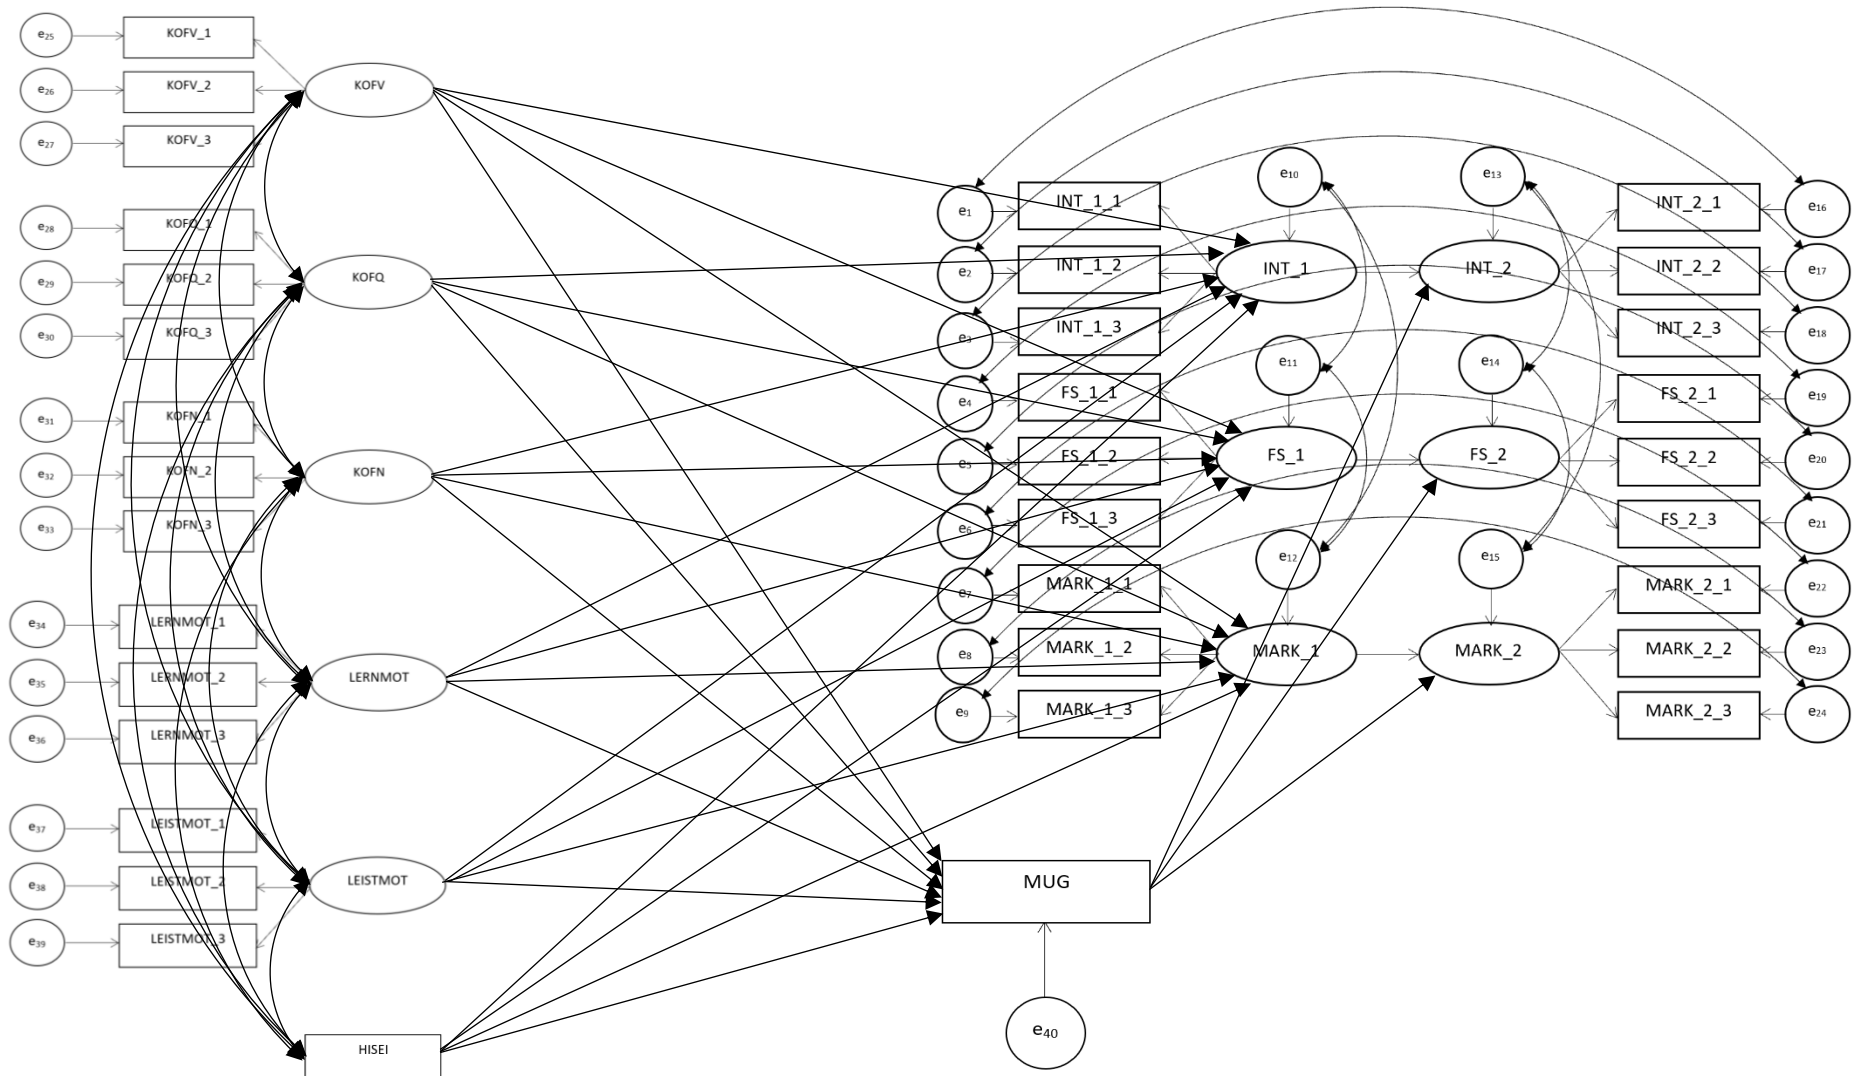 e25 KOFV_1
e26 KOFV_2
e27 KOFV_3
KOFV
e28 KOFQ_1
e29 KOFQ_2
e30 KOFQ_3
KOFQ
e31 KOFN_1
e32 KOFN_2
e33 KOFN_3
KOFN
e34 LERNMOT_1
e35 LERNMOT_2
e36 LERNMOT_3
LERNMOT
e37 LEISTMOT_1
e38 LEISTMOT_2
e39 LEISTMOT_3
LEISTMOT
HISEI
e1 INT_1_1
e2 INT_1_2
e3 INT_1_3
e4 FS_1_1
e5 FS_1_2
e6 FS_1_3
e7 MARK_1_1
e8 MARK_1_2
e9 MARK_1_3
e10
INT_1
e11
FS_1
e12
MARK_1
e13
INT_2
e14
FS_2
e15
MARK_2
INT_2_1 e16
INT_2_2 e17
INT_2_3 e18
FS_2_1 e19
FS_2_2 e20
FS_2_3 e21
MARK_2_1 e22
MARK_2_2 e23
MARK_2_3 e24
MUG
e40